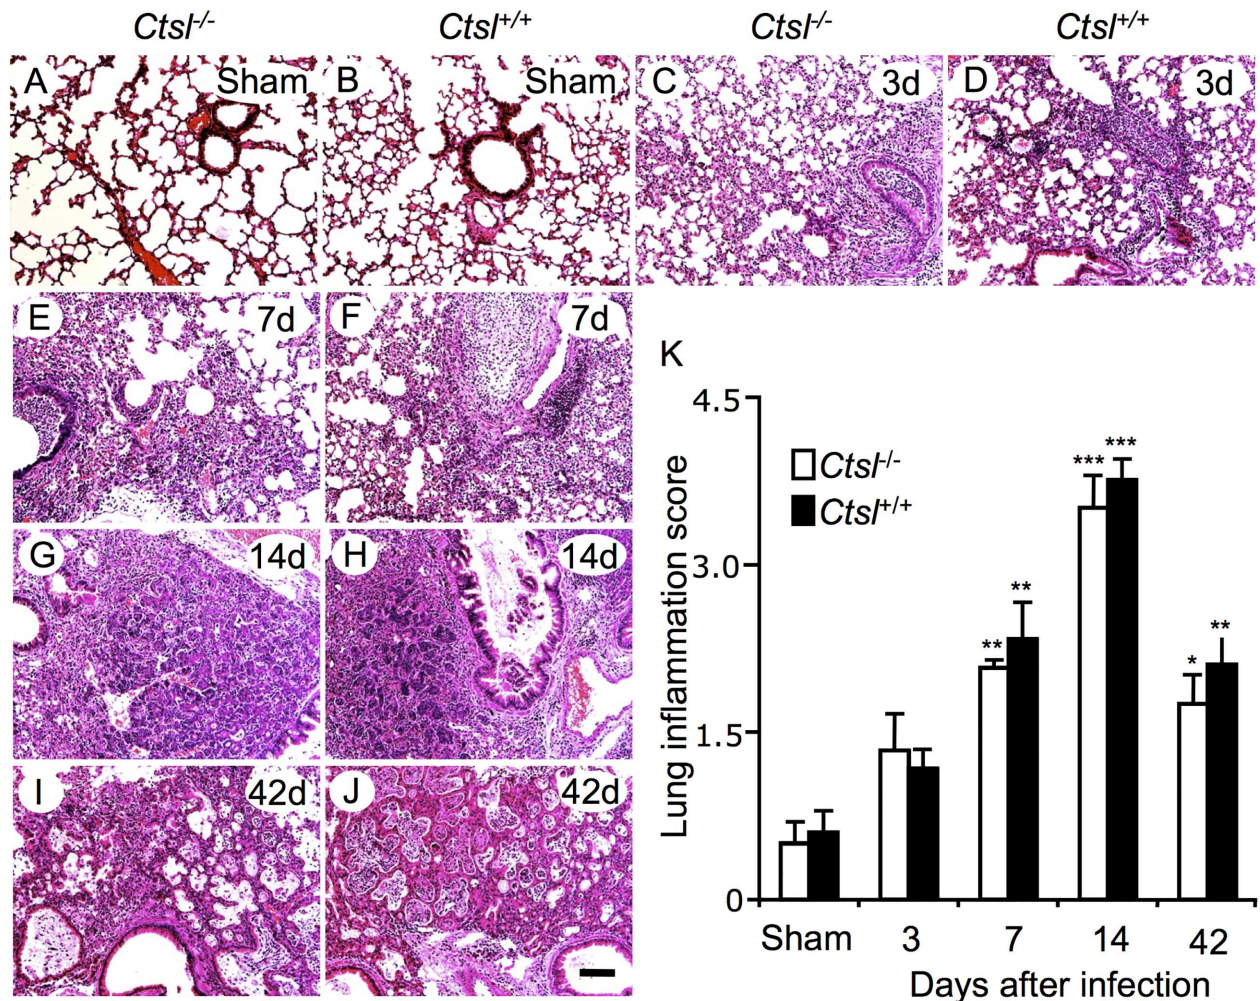 Ctsl-/- Ctsl+/+ Ctsl-/- Ctsl+/+
A Sham B Sham C 3d D 3d
E 7d F 7d
G 14d H 14d
I 42d J 42d
K
4.5
3.0
1.5
0
Lung inflammation score
Ctsl-/-
Ctsl+/+
** ** *** *** * **
Sham 3 7 14 42
Days after infection